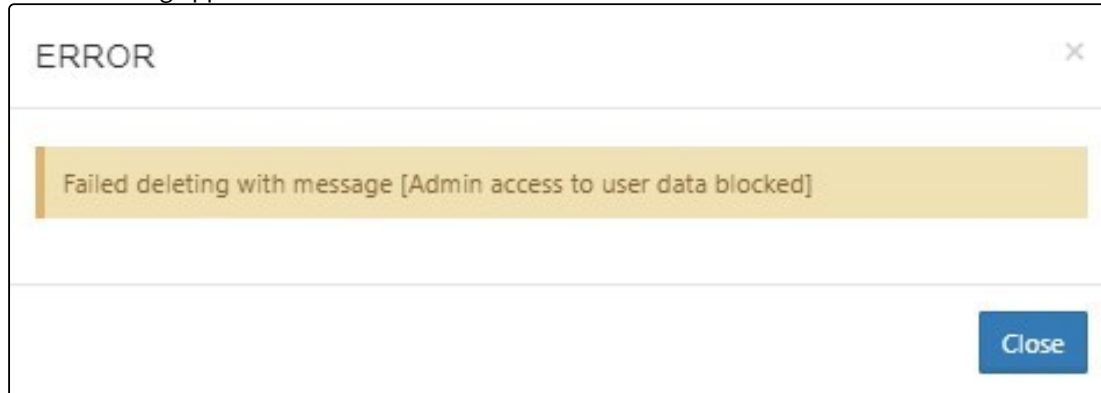 ERROR
×
Failed deleting with message [Admin access to user data blocked]
Close